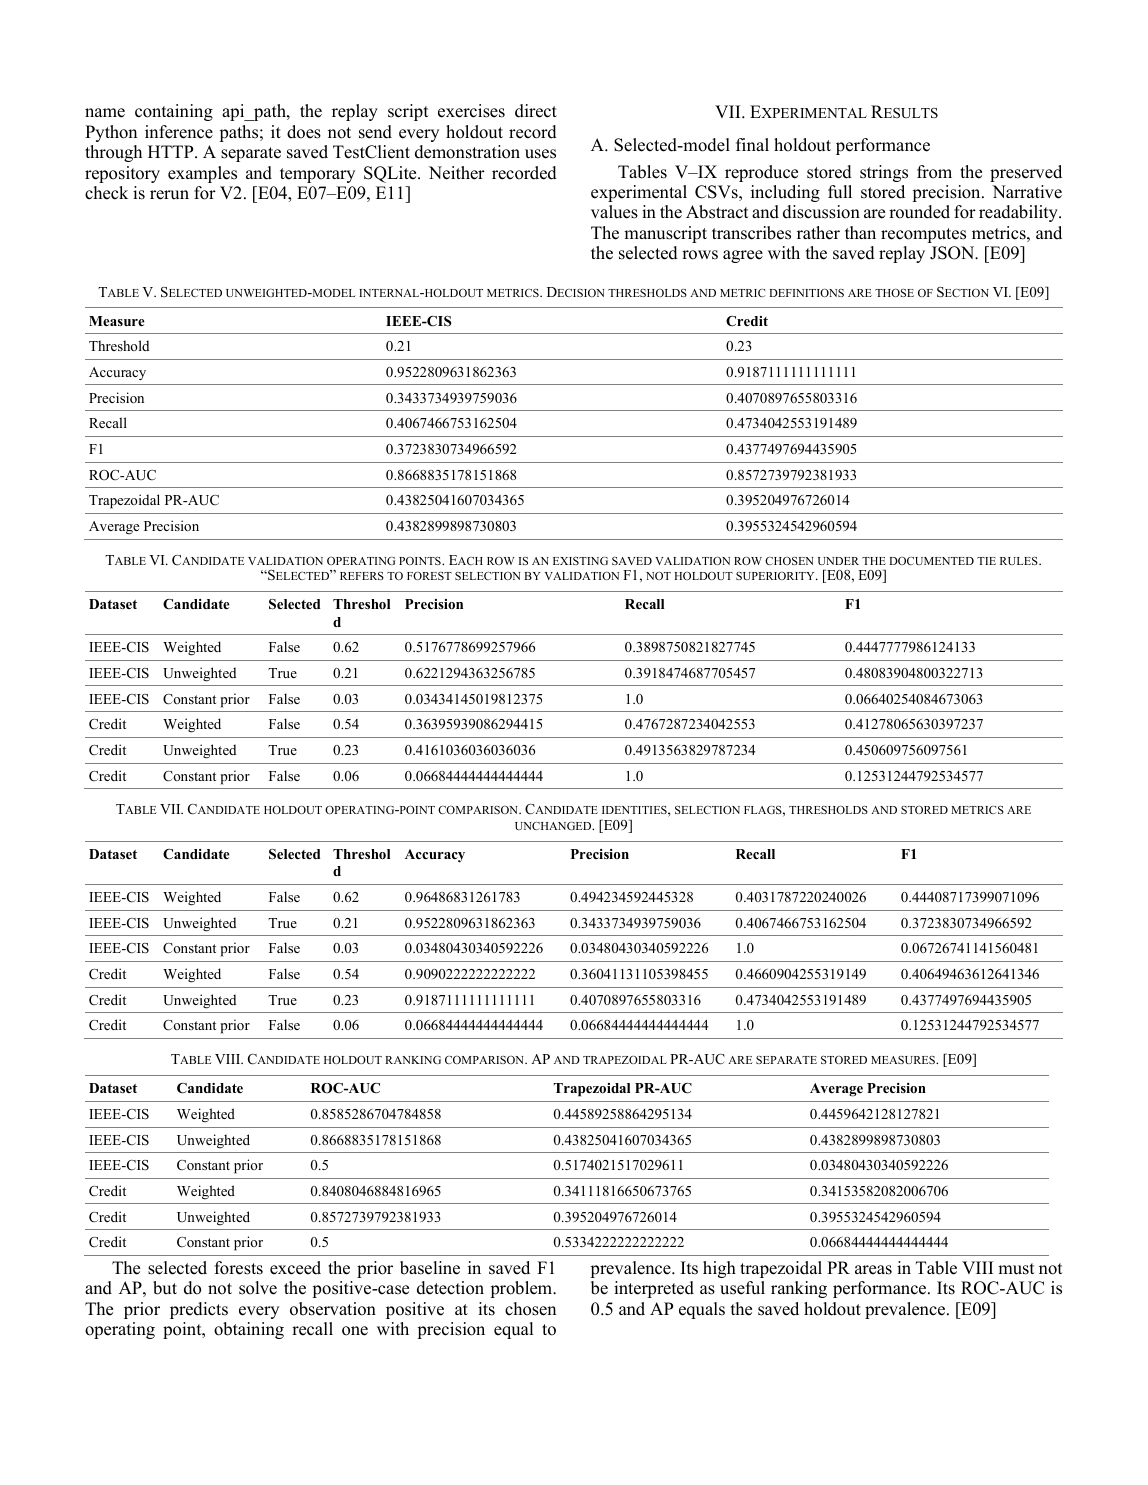 name containing api_path, the replay script exercises direct
Python inference paths; it does not send every holdout record
through HTTP. A separate saved TestClient demonstration uses
repository examples and temporary SQLite. Neither recorded
check is rerun for V2. [E04, E07–E09, E11]
VII. EXPERIMENTAL RESULTS
A. Selected-model final holdout performance
Tables V–IX reproduce stored strings from the preserved
experimental CSVs, including full stored precision. Narrative
values in the Abstract and discussion are rounded for readability.
The manuscript transcribes rather than recomputes metrics, and
the selected rows agree with the saved replay JSON. [E09]
TABLE V. SELECTED UNWEIGHTED-MODEL INTERNAL-HOLDOUT METRICS. DECISION THRESHOLDS AND METRIC DEFINITIONS ARE THOSE OF SECTION VI. [E09]
Measure IEEE-CIS Credit
Threshold 0.21 0.23
Accuracy 0.9522809631862363 0.9187111111111111
Precision 0.3433734939759036 0.4070897655803316
Recall 0.4067466753162504 0.4734042553191489
F1 0.3723830734966592 0.4377497694435905
ROC-AUC 0.8668835178151868 0.8572739792381933
Trapezoidal PR-AUC 0.43825041607034365 0.395204976726014
Average Precision 0.4382899898730803 0.3955324542960594
TABLE VI. CANDIDATE VALIDATION OPERATING POINTS. EACH ROW IS AN EXISTING SAVED VALIDATION ROW CHOSEN UNDER THE DOCUMENTED TIE RULES.
“SELECTED” REFERS TO FOREST SELECTION BY VALIDATION F1, NOT HOLDOUT SUPERIORITY. [E08, E09]
Dataset Candidate Selected Threshol Precision Recall F1
d
IEEE-CIS Weighted False 0.62 0.5176778699257966 0.3898750821827745 0.4447777986124133
IEEE-CIS Unweighted True 0.21 0.6221294363256785 0.3918474687705457 0.48083904800322713
IEEE-CIS Constant prior False 0.03 0.03434145019812375 1.0 0.06640254084673063
Credit Weighted False 0.54 0.36395939086294415 0.4767287234042553 0.41278065630397237
Credit Unweighted True 0.23 0.4161036036036036 0.4913563829787234 0.450609756097561
Credit Constant prior False 0.06 0.06684444444444444 1.0 0.12531244792534577
TABLE VII. CANDIDATE HOLDOUT OPERATING-POINT COMPARISON. CANDIDATE IDENTITIES, SELECTION FLAGS, THRESHOLDS AND STORED METRICS ARE
UNCHANGED. [E09]
Dataset Candidate Selected Threshol Accuracy Precision Recall F1
d
IEEE-CIS Weighted False 0.62 0.96486831261783 0.494234592445328 0.4031787220240026 0.44408717399071096
IEEE-CIS Unweighted True 0.21 0.9522809631862363 0.3433734939759036 0.4067466753162504 0.3723830734966592
IEEE-CIS Constant prior False 0.03 0.03480430340592226 0.03480430340592226 1.0 0.06726741141560481
Credit Weighted False 0.54 0.9090222222222222 0.36041131105398455 0.4660904255319149 0.40649463612641346
Credit Unweighted True 0.23 0.9187111111111111 0.4070897655803316 0.4734042553191489 0.4377497694435905
Credit Constant prior False 0.06 0.06684444444444444 0.06684444444444444 1.0 0.12531244792534577
TABLE VIII. CANDIDATE HOLDOUT RANKING COMPARISON. AP AND TRAPEZOIDAL PR-AUC ARE SEPARATE STORED MEASURES. [E09]
Dataset Candidate ROC-AUC Trapezoidal PR-AUC Average Precision
IEEE-CIS Weighted 0.8585286704784858 0.44589258864295134 0.4459642128127821
IEEE-CIS Unweighted 0.8668835178151868 0.43825041607034365 0.4382899898730803
IEEE-CIS Constant prior 0.5 0.5174021517029611 0.03480430340592226
Credit Weighted 0.8408046884816965 0.34111816650673765 0.34153582082006706
Credit Unweighted 0.8572739792381933 0.395204976726014 0.3955324542960594
Credit Constant prior 0.5 0.5334222222222222 0.06684444444444444
The selected forests exceed the prior baseline in saved F1
and AP, but do not solve the positive-case detection problem.
The prior predicts every observation positive at its chosen
operating point, obtaining recall one with precision equal to
prevalence. Its high trapezoidal PR areas in Table VIII must not
be interpreted as useful ranking performance. Its ROC-AUC is
0.5 and AP equals the saved holdout prevalence. [E09]